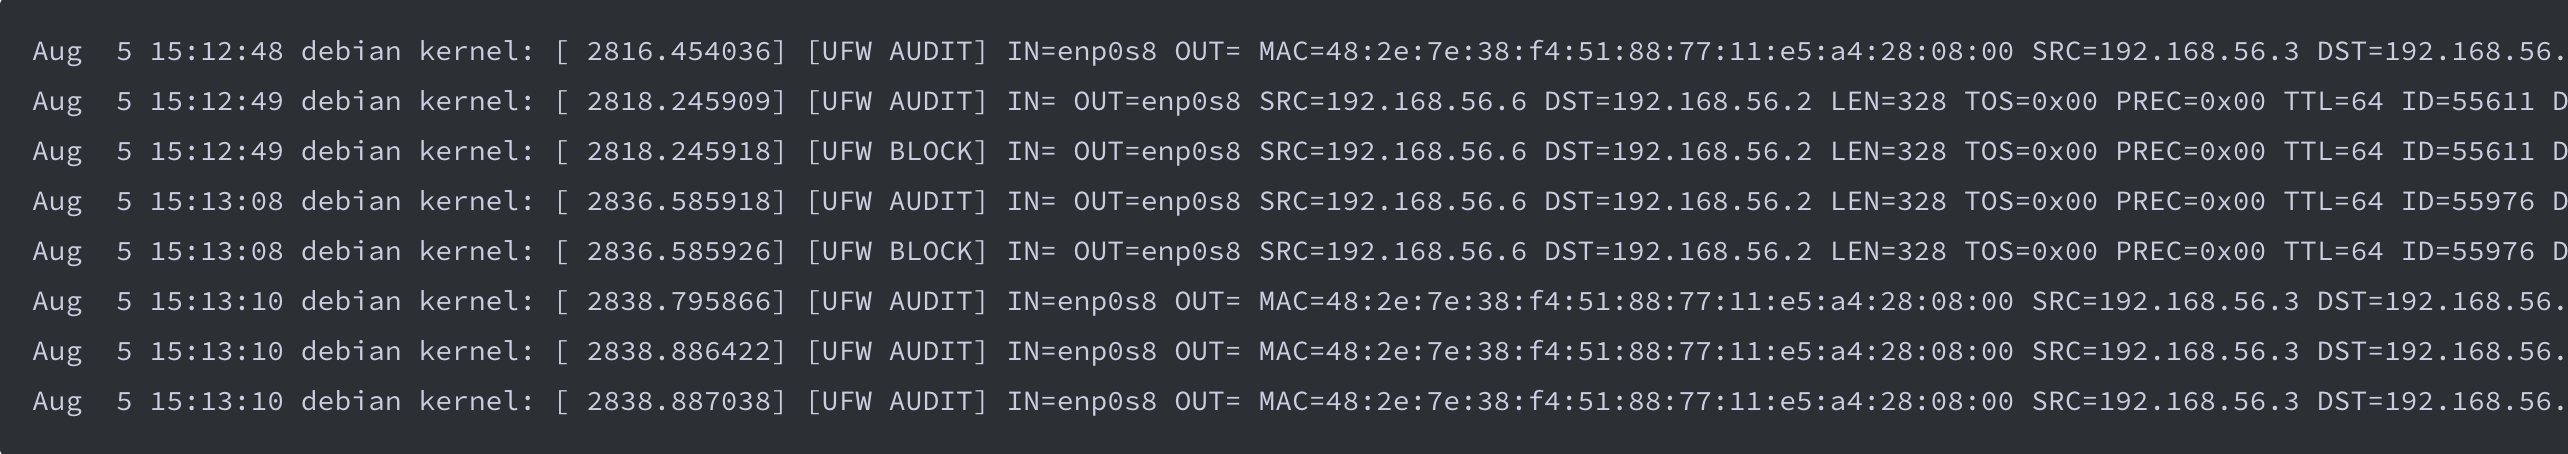 Aug  5 15:12:48 debian kernel: [ 2816.454036] [UFW AUDIT] IN=enp0s8 OUT= MAC=48:2e:7e:38:f4:51:88:77:11:e5:a4:28:08:00 SRC=192.168.56.3 DST=192.168.56.
Aug  5 15:12:49 debian kernel: [ 2818.245909] [UFW AUDIT] IN= OUT=enp0s8 SRC=192.168.56.6 DST=192.168.56.2 LEN=328 TOS=0x00 PREC=0x00 TTL=64 ID=55611 D
Aug  5 15:12:49 debian kernel: [ 2818.245918] [UFW BLOCK] IN= OUT=enp0s8 SRC=192.168.56.6 DST=192.168.56.2 LEN=328 TOS=0x00 PREC=0x00 TTL=64 ID=55611 D
Aug  5 15:13:08 debian kernel: [ 2836.585918] [UFW AUDIT] IN= OUT=enp0s8 SRC=192.168.56.6 DST=192.168.56.2 LEN=328 TOS=0x00 PREC=0x00 TTL=64 ID=55976 D
Aug  5 15:13:08 debian kernel: [ 2836.585926] [UFW BLOCK] IN= OUT=enp0s8 SRC=192.168.56.6 DST=192.168.56.2 LEN=328 TOS=0x00 PREC=0x00 TTL=64 ID=55976 D
Aug  5 15:13:10 debian kernel: [ 2838.795866] [UFW AUDIT] IN=enp0s8 OUT= MAC=48:2e:7e:38:f4:51:88:77:11:e5:a4:28:08:00 SRC=192.168.56.3 DST=192.168.56.
Aug  5 15:13:10 debian kernel: [ 2838.886422] [UFW AUDIT] IN=enp0s8 OUT= MAC=48:2e:7e:38:f4:51:88:77:11:e5:a4:28:08:00 SRC=192.168.56.3 DST=192.168.56.
Aug  5 15:13:10 debian kernel: [ 2838.887038] [UFW AUDIT] IN=enp0s8 OUT= MAC=48:2e:7e:38:f4:51:88:77:11:e5:a4:28:08:00 SRC=192.168.56.3 DST=192.168.56.